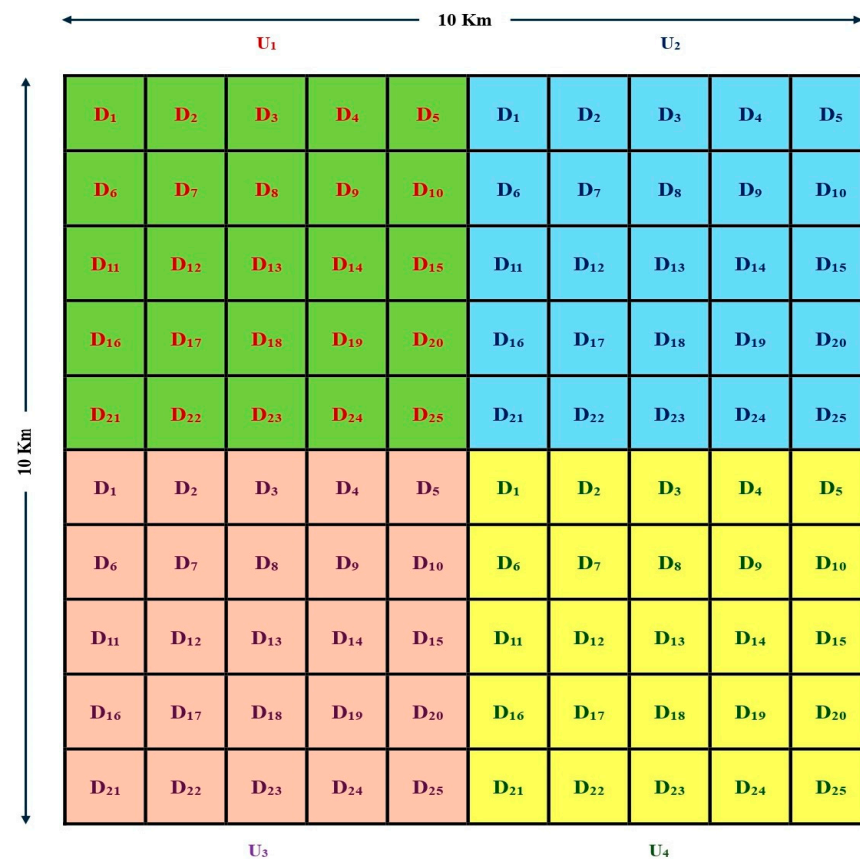 10 Km
U₁ U₂
D₁ D₂ D₃ D₄ D₅ D₁ D₂ D₃ D₄ D₅
D₆ D₇ D₈ D₉ D₁₀ D₆ D₇ D₈ D₉ D₁₀
D₁₁ D₁₂ D₁₃ D₁₄ D₁₅ D₁₁ D₁₂ D₁₃ D₁₄ D₁₅
D₁₆ D₁₇ D₁₈ D₁₉ D₂₀ D₁₆ D₁₇ D₁₈ D₁₉ D₂₀
D₂₁ D₂₂ D₂₃ D₂₄ D₂₅ D₂₁ D₂₂ D₂₃ D₂₄ D₂₅
10 Km
D₁ D₂ D₃ D₄ D₅ D₁ D₂ D₃ D₄ D₅
D₆ D₇ D₈ D₉ D₁₀ D₆ D₇ D₈ D₉ D₁₀
D₁₁ D₁₂ D₁₃ D₁₄ D₁₅ D₁₁ D₁₂ D₁₃ D₁₄ D₁₅
D₁₆ D₁₇ D₁₈ D₁₉ D₂₀ D₁₆ D₁₇ D₁₈ D₁₉ D₂₀
D₂₁ D₂₂ D₂₃ D₂₄ D₂₅ D₂₁ D₂₂ D₂₃ D₂₄ D₂₅
U₃ U₄